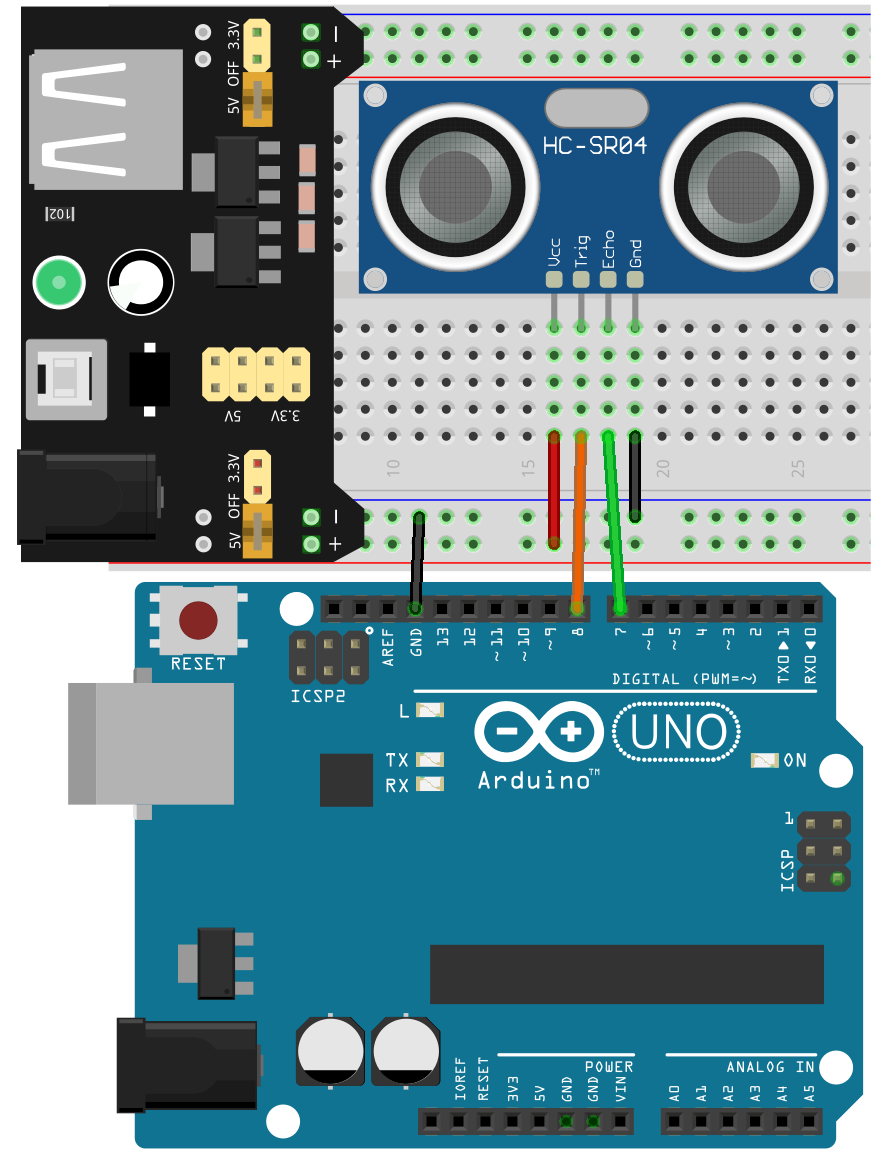 3.3V
OFF
5V
−
+
HC-SR04
102
Vcc
Trig
Echo
Gnd
5V
3.3V
10
15
20
25
3.3V
OFF
5V
−
+
RESET
ICSP2
AREF
GND
13
12
~11
~10
~9
8
7
~6
~5
4
~3
2
TX0▶1
RX0◀0
DIGITAL (PWM=~)
L
TX
RX
Arduino™
UNO
ON
1
ICSP
IOREF
RESET
3V3
5V
GND
GND
VIN
POWER
ANALOG IN
A0
A1
A2
A3
A4
A5